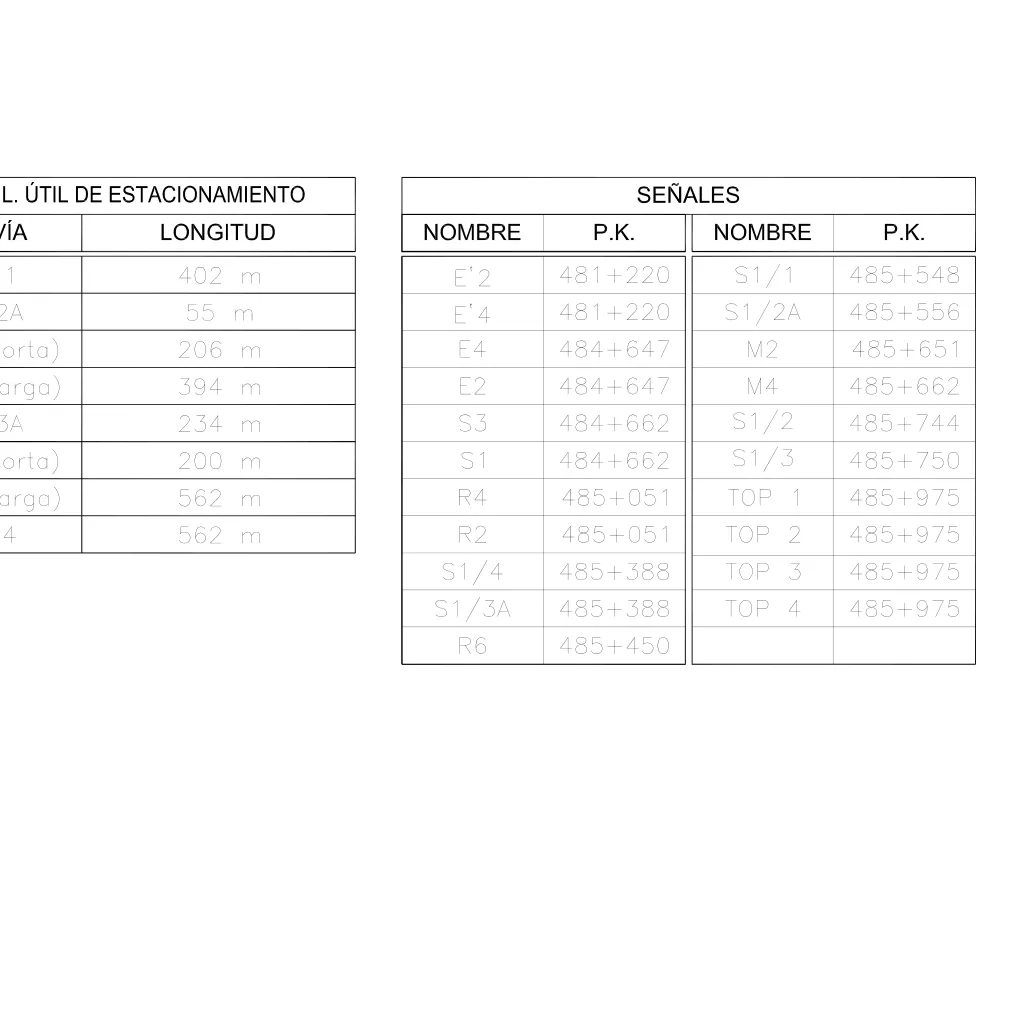 L. ÚTIL DE ESTACIONAMIENTO
VÍA LONGITUD
1 402 m
2A 55 m
orta) 206 m
arga) 394 m
3A 234 m
orta) 200 m
arga) 562 m
4 562 m
SEÑALES
NOMBRE P.K. NOMBRE P.K.
E'2 481+220 S1/1 485+548
E'4 481+220 S1/2A 485+556
E4 484+647 M2 485+651
E2 484+647 M4 485+662
S3 484+662 S1/2 485+744
S1 484+662 S1/3 485+750
R4 485+051 TOP 1 485+975
R2 485+051 TOP 2 485+975
S1/4 485+388 TOP 3 485+975
S1/3A 485+388 TOP 4 485+975
R6 485+450